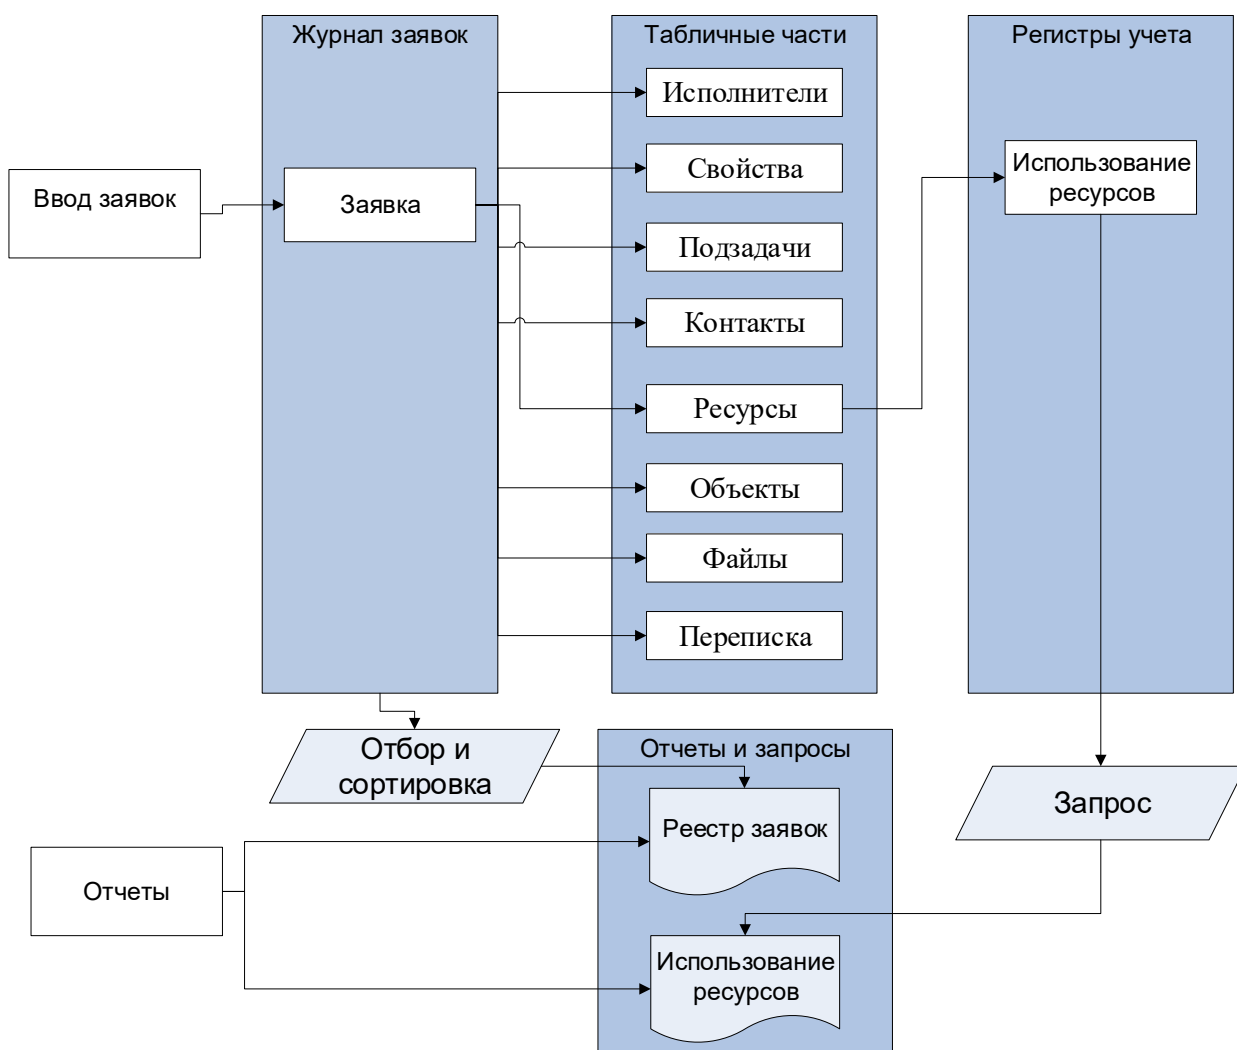 Журнал заявок
Табличные части
Регистры учета
Исполнители
Ввод заявок
Заявка
Свойства
Использование
ресурсов
Подзадачи
Контакты
Ресурсы
Объекты
Файлы
Переписка
Отбор и
сортировка
Отчеты и запросы
Запрос
Реестр заявок
Отчеты
Использование
ресурсов